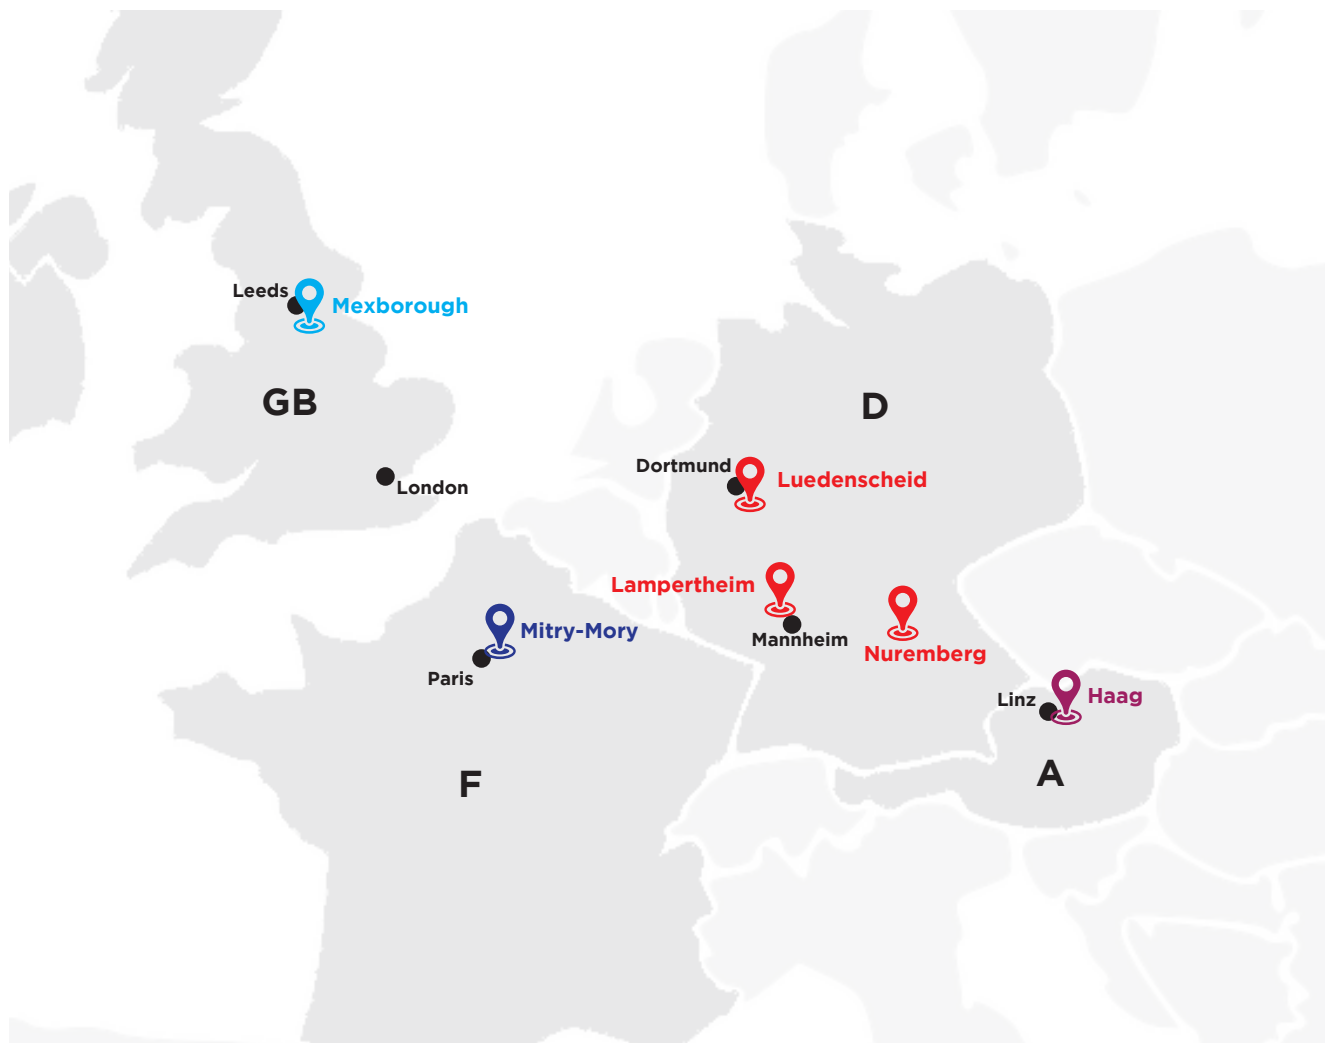 Leeds
Mexborough
GB
D
Dortmund
Luedenscheid
London
Lampertheim
Mitry-Mory
Mannheim
Nuremberg
Paris
Linz
Haag
F
A